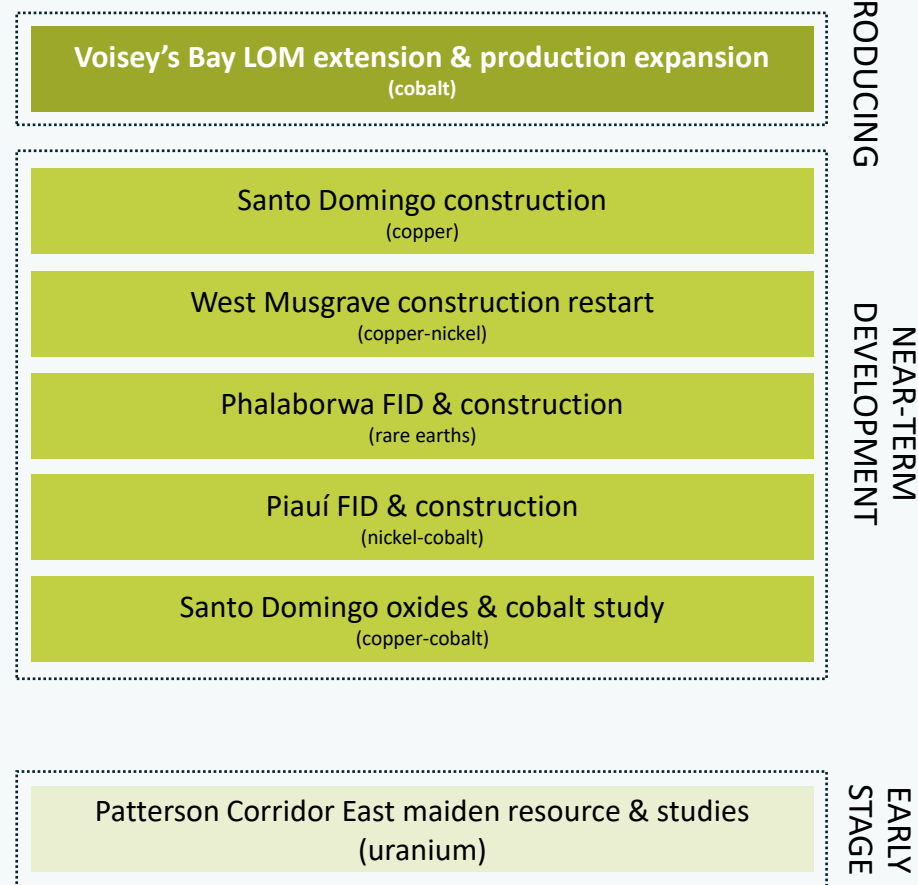 Voisey's Bay LOM extension & production expansion
(cobalt)
RODUCING
Santo Domingo construction
(copper)
West Musgrave construction restart
(copper-nickel)
Phalaborwa FID & construction
(rare earths)
Piauí FID & construction
(nickel-cobalt)
Santo Domingo oxides & cobalt study
(copper-cobalt)
NEAR-TERM
DEVELOPMENT
Patterson Corridor East maiden resource & studies
(uranium)
EARLY
STAGE